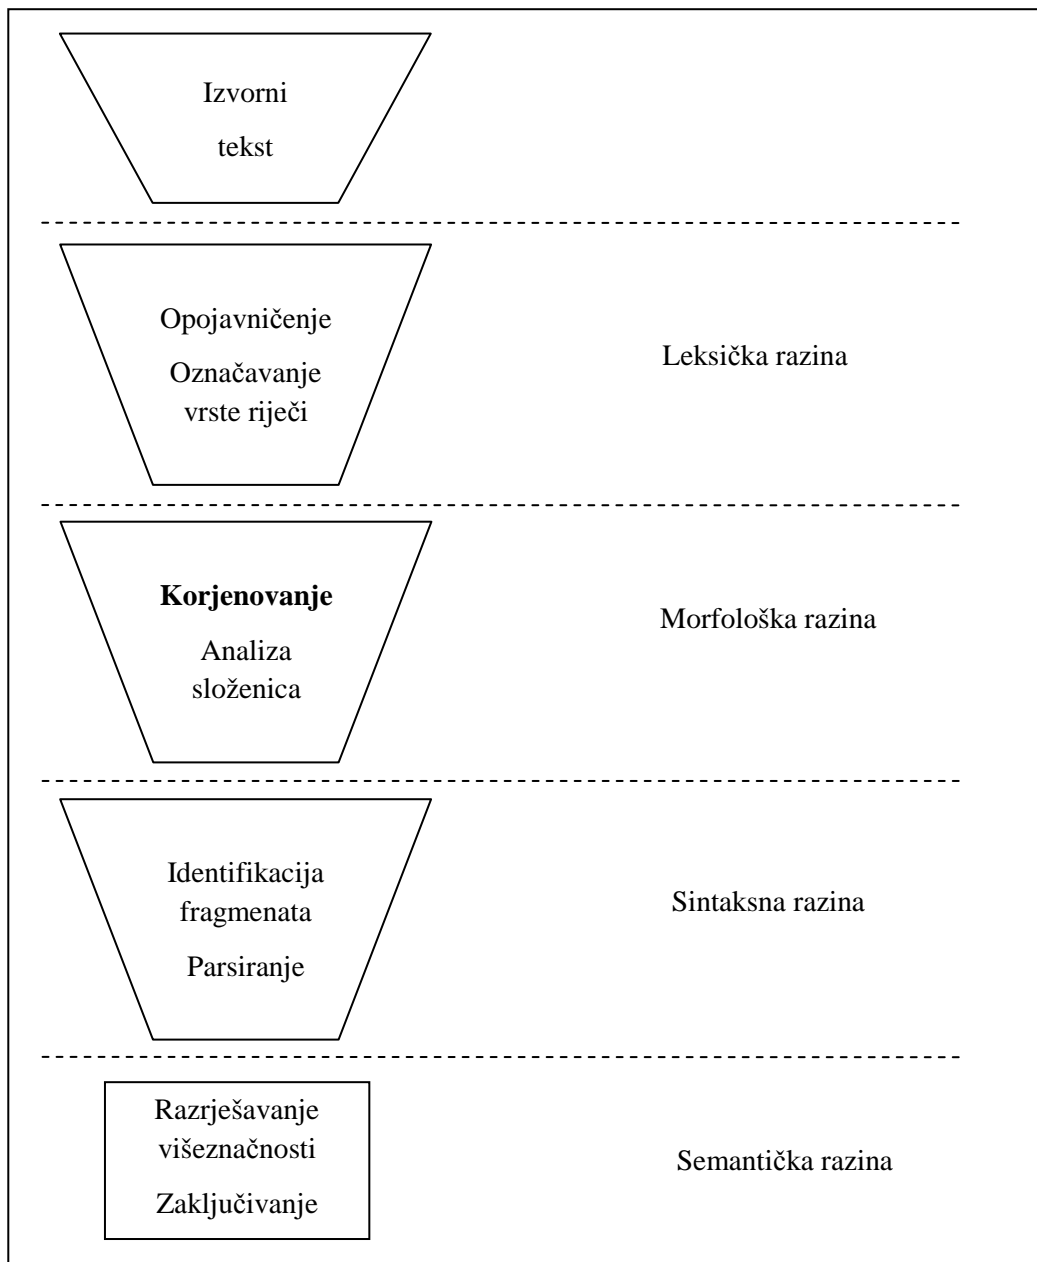 Izvorni
tekst
Opojavničenje
Označavanje
vrste riječi
Leksička razina
Korjenovanje
Analiza
složenica
Morfološka razina
Identifikacija
fragmenata
Parsiranje
Sintaksna razina
Razrješavanje
višeznačnosti
Zaključivanje
Semantička razina